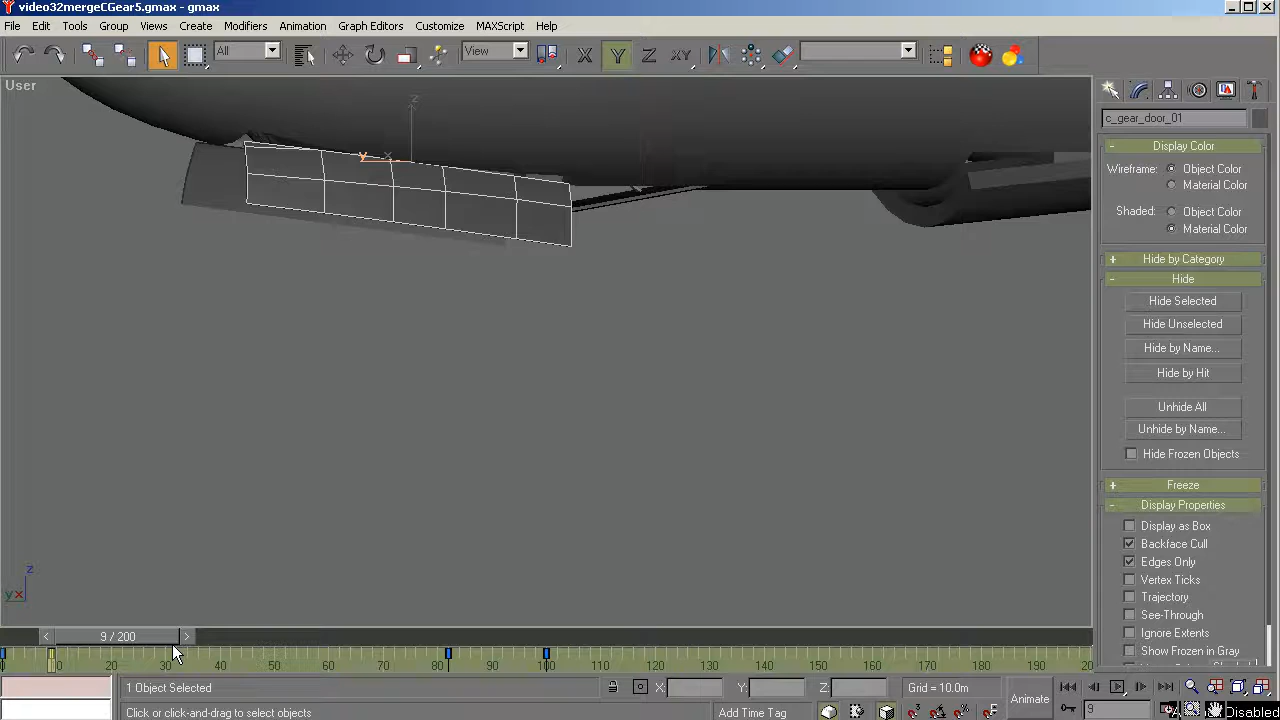 video32mergeCGear5.gmax - gmax
File Edit Tools Group Views Create Modifiers Animation Graph Editors Customize MAXScript Help
All View X Y Z XY
User
c_gear_door_01
- Display Color
Wireframe: Object Color
Material Color
Shaded: Object Color
Material Color
+ Hide by Category
- Hide
Hide Selected
Hide Unselected
Hide by Name...
Hide by Hit
Unhide All
Unhide by Name...
Hide Frozen Objects
+ Freeze
- Display Properties
Display as Box
Backface Cull
Edges Only
Vertex Ticks
Trajectory
See-Through
Ignore Extents
Show Frozen in Gray
z
y x
z
y x
< 9 / 200 >
0 20 30 40 50 60 70 80 90 100 110 120 130 140 150 160 170 180 190 20
1 Object Selected X: Y: Z: Grid = 10.0m Animate
Click or click-and-drag to select objects Add Time Tag 9 Disabled